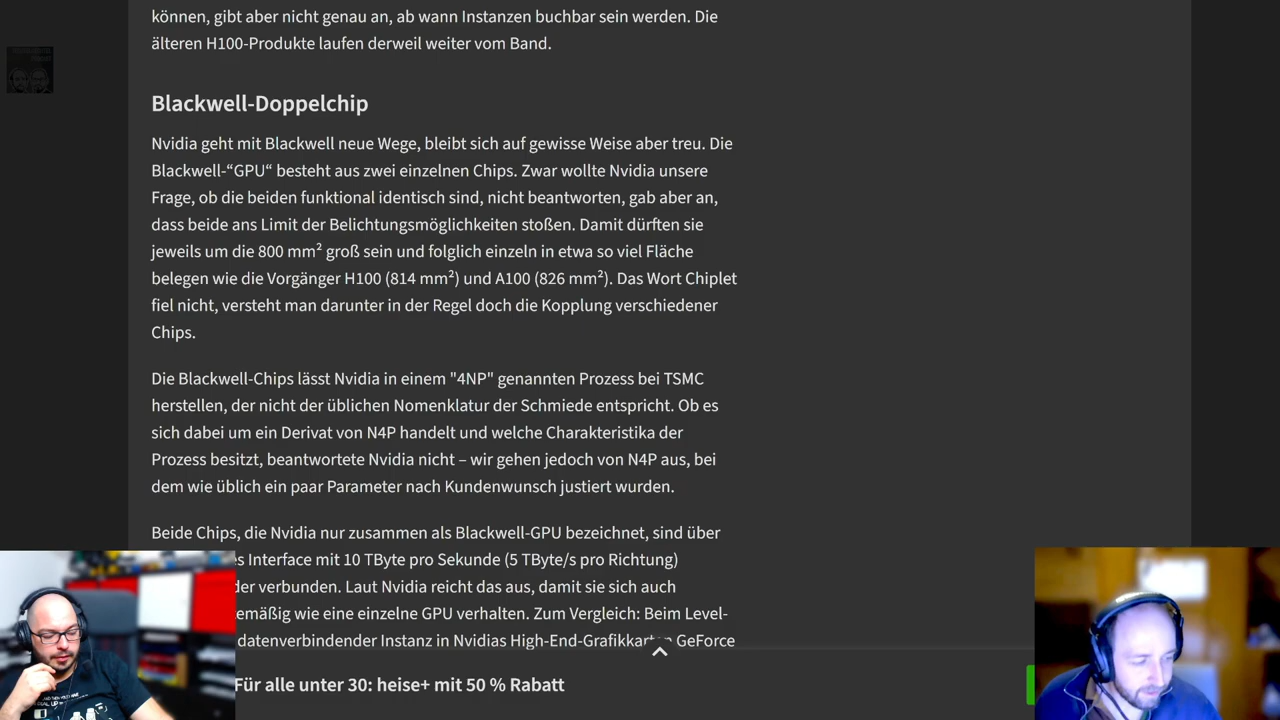 können, gibt aber nicht genau an, ab wann Instanzen buchbar sein werden. Die
älteren H100-Produkte laufen derweil weiter vom Band.
Blackwell-Doppelchip
Nvidia geht mit Blackwell neue Wege, bleibt sich auf gewisse Weise aber treu. Die
Blackwell-“GPU“ besteht aus zwei einzelnen Chips. Zwar wollte Nvidia unsere
Frage, ob die beiden funktional identisch sind, nicht beantworten, gab aber an,
dass beide ans Limit der Belichtungsmöglichkeiten stoßen. Damit dürften sie
jeweils um die 800 mm² groß sein und folglich einzeln in etwa so viel Fläche
belegen wie die Vorgänger H100 (814 mm²) und A100 (826 mm²). Das Wort Chiplet
fiel nicht, versteht man darunter in der Regel doch die Kopplung verschiedener
Chips.
Die Blackwell-Chips lässt Nvidia in einem "4NP" genannten Prozess bei TSMC
herstellen, der nicht der üblichen Nomenklatur der Schmiede entspricht. Ob es
sich dabei um ein Derivat von N4P handelt und welche Charakteristika der
Prozess besitzt, beantwortete Nvidia nicht – wir gehen jedoch von N4P aus, bei
dem wie üblich ein paar Parameter nach Kundenwunsch justiert wurden.
Beide Chips, die Nvidia nur zusammen als Blackwell-GPU bezeichnet, sind über
es Interface mit 10 TByte pro Sekunde (5 TByte/s pro Richtung)
der verbunden. Laut Nvidia reicht das aus, damit sie sich auch
emäßig wie eine einzelne GPU verhalten. Zum Vergleich: Beim Level-
datenverbindender Instanz in Nvidias High-End-Grafikkarten GeForce
Für alle unter 30: heise+ mit 50 % Rabatt